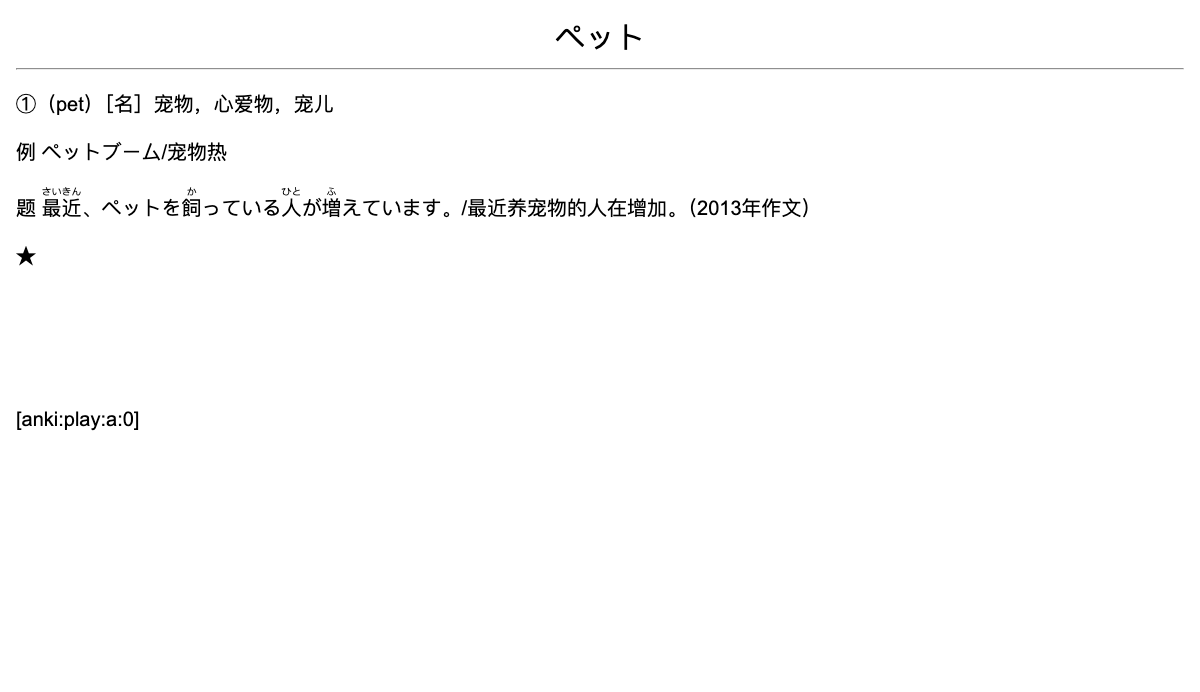 ペット
①（pet）［名］宠物，心爱物，宠儿
例 ペットブーム/宠物热
题 最近、ペットを飼っている人が増えています。/最近养宠物的人在增加。（2013年作文）
さいきん か ひと ふ
★
[anki:play:a:0]